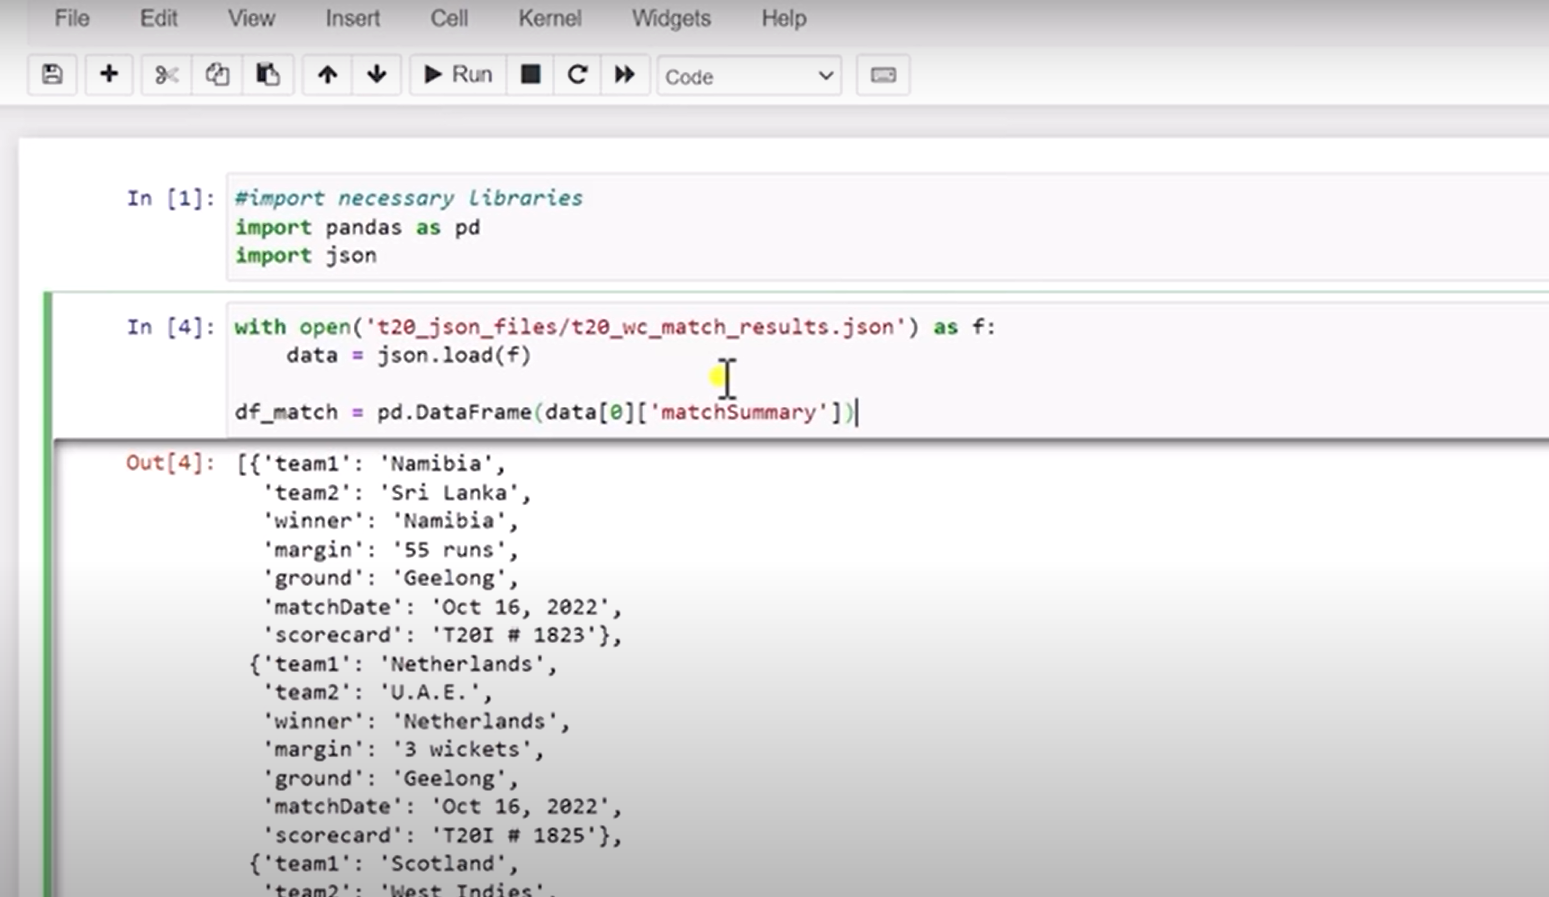 File Edit View Insert Cell Kernel Widgets Help
Run Code
In [1]: #import necessary libraries
import pandas as pd
import json
In [4]: with open('t20_json_files/t20_wc_match_results.json') as f:
    data = json.load(f)
df_match = pd.DataFrame(data[0]['matchSummary'])
Out[4]: [{'team1': 'Namibia',
'team2': 'Sri Lanka',
'winner': 'Namibia',
'margin': '55 runs',
'ground': 'Geelong',
'matchDate': 'Oct 16, 2022',
'scorecard': 'T20I # 1823'},
{'team1': 'Netherlands',
'team2': 'U.A.E.',
'winner': 'Netherlands',
'margin': '3 wickets',
'ground': 'Geelong',
'matchDate': 'Oct 16, 2022',
'scorecard': 'T20I # 1825'},
{'team1': 'Scotland',
'team2': 'West Indies',